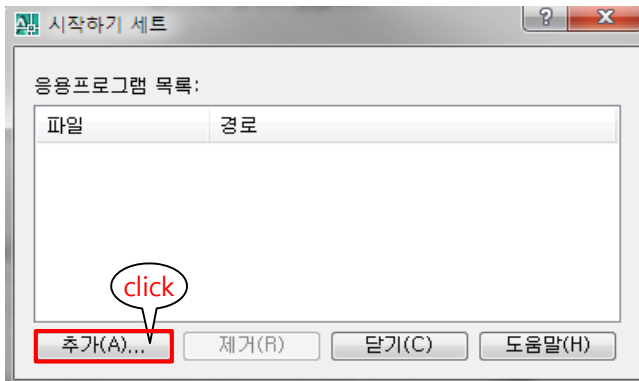 시작하기 세트
?
X
응용프로그램 목록:
파일 경로
click
추가(A)...
제거(R)
닫기(C)
도움말(H)